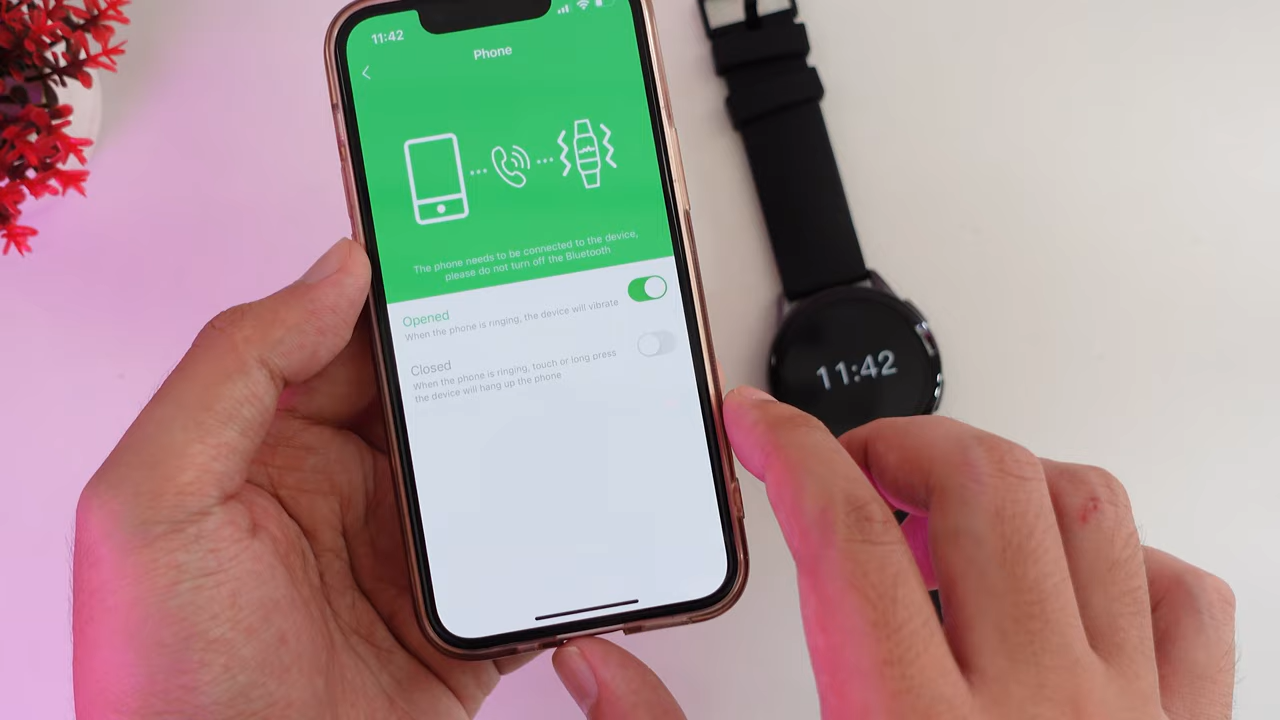 11:42
Phone
The phone needs to be connected to the device,
please do not turn off the Bluetooth
Opened
When the phone is ringing, the device will vibrate
Closed
When the phone is ringing, touch or long press
the device will hang up the phone
11:42